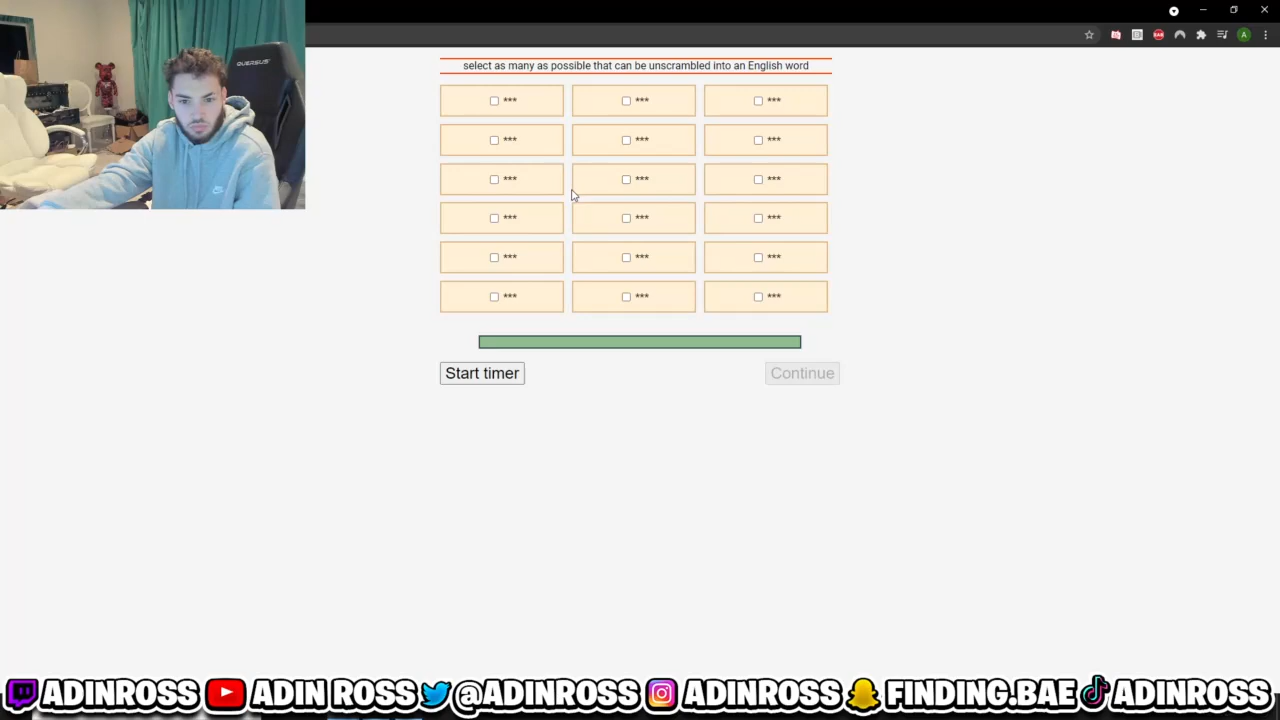 QUERSUS
select as many as possible that can be unscrambled into an English word
*** *** ***
*** *** ***
*** *** ***
*** *** ***
*** *** ***
*** *** ***
Start timer Continue
ADINROSS ADIN ROSS @ADINROSS ADINROSS FINDING.BAE ADINROSS